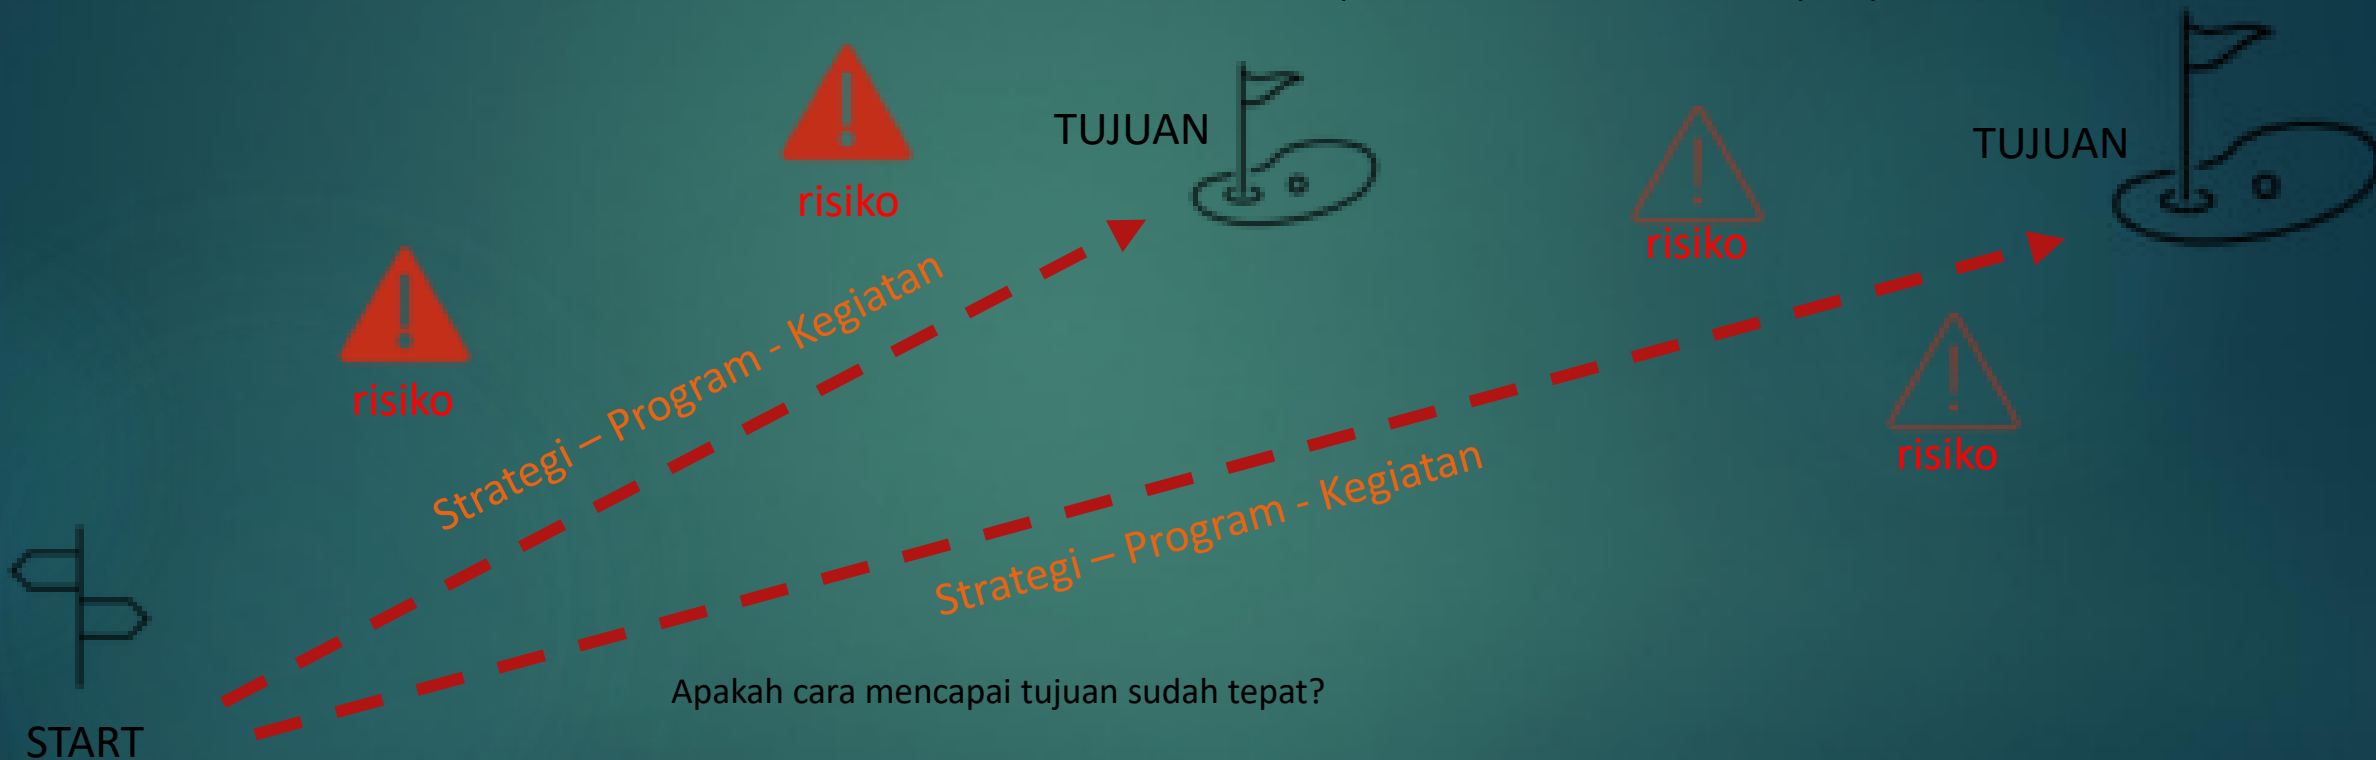 TUJUAN
TUJUAN
risiko
risiko
risiko
Strategi – Program - Kegiatan
risiko
Strategi – Program - Kegiatan
Apakah cara mencapai tujuan sudah tepat?
START